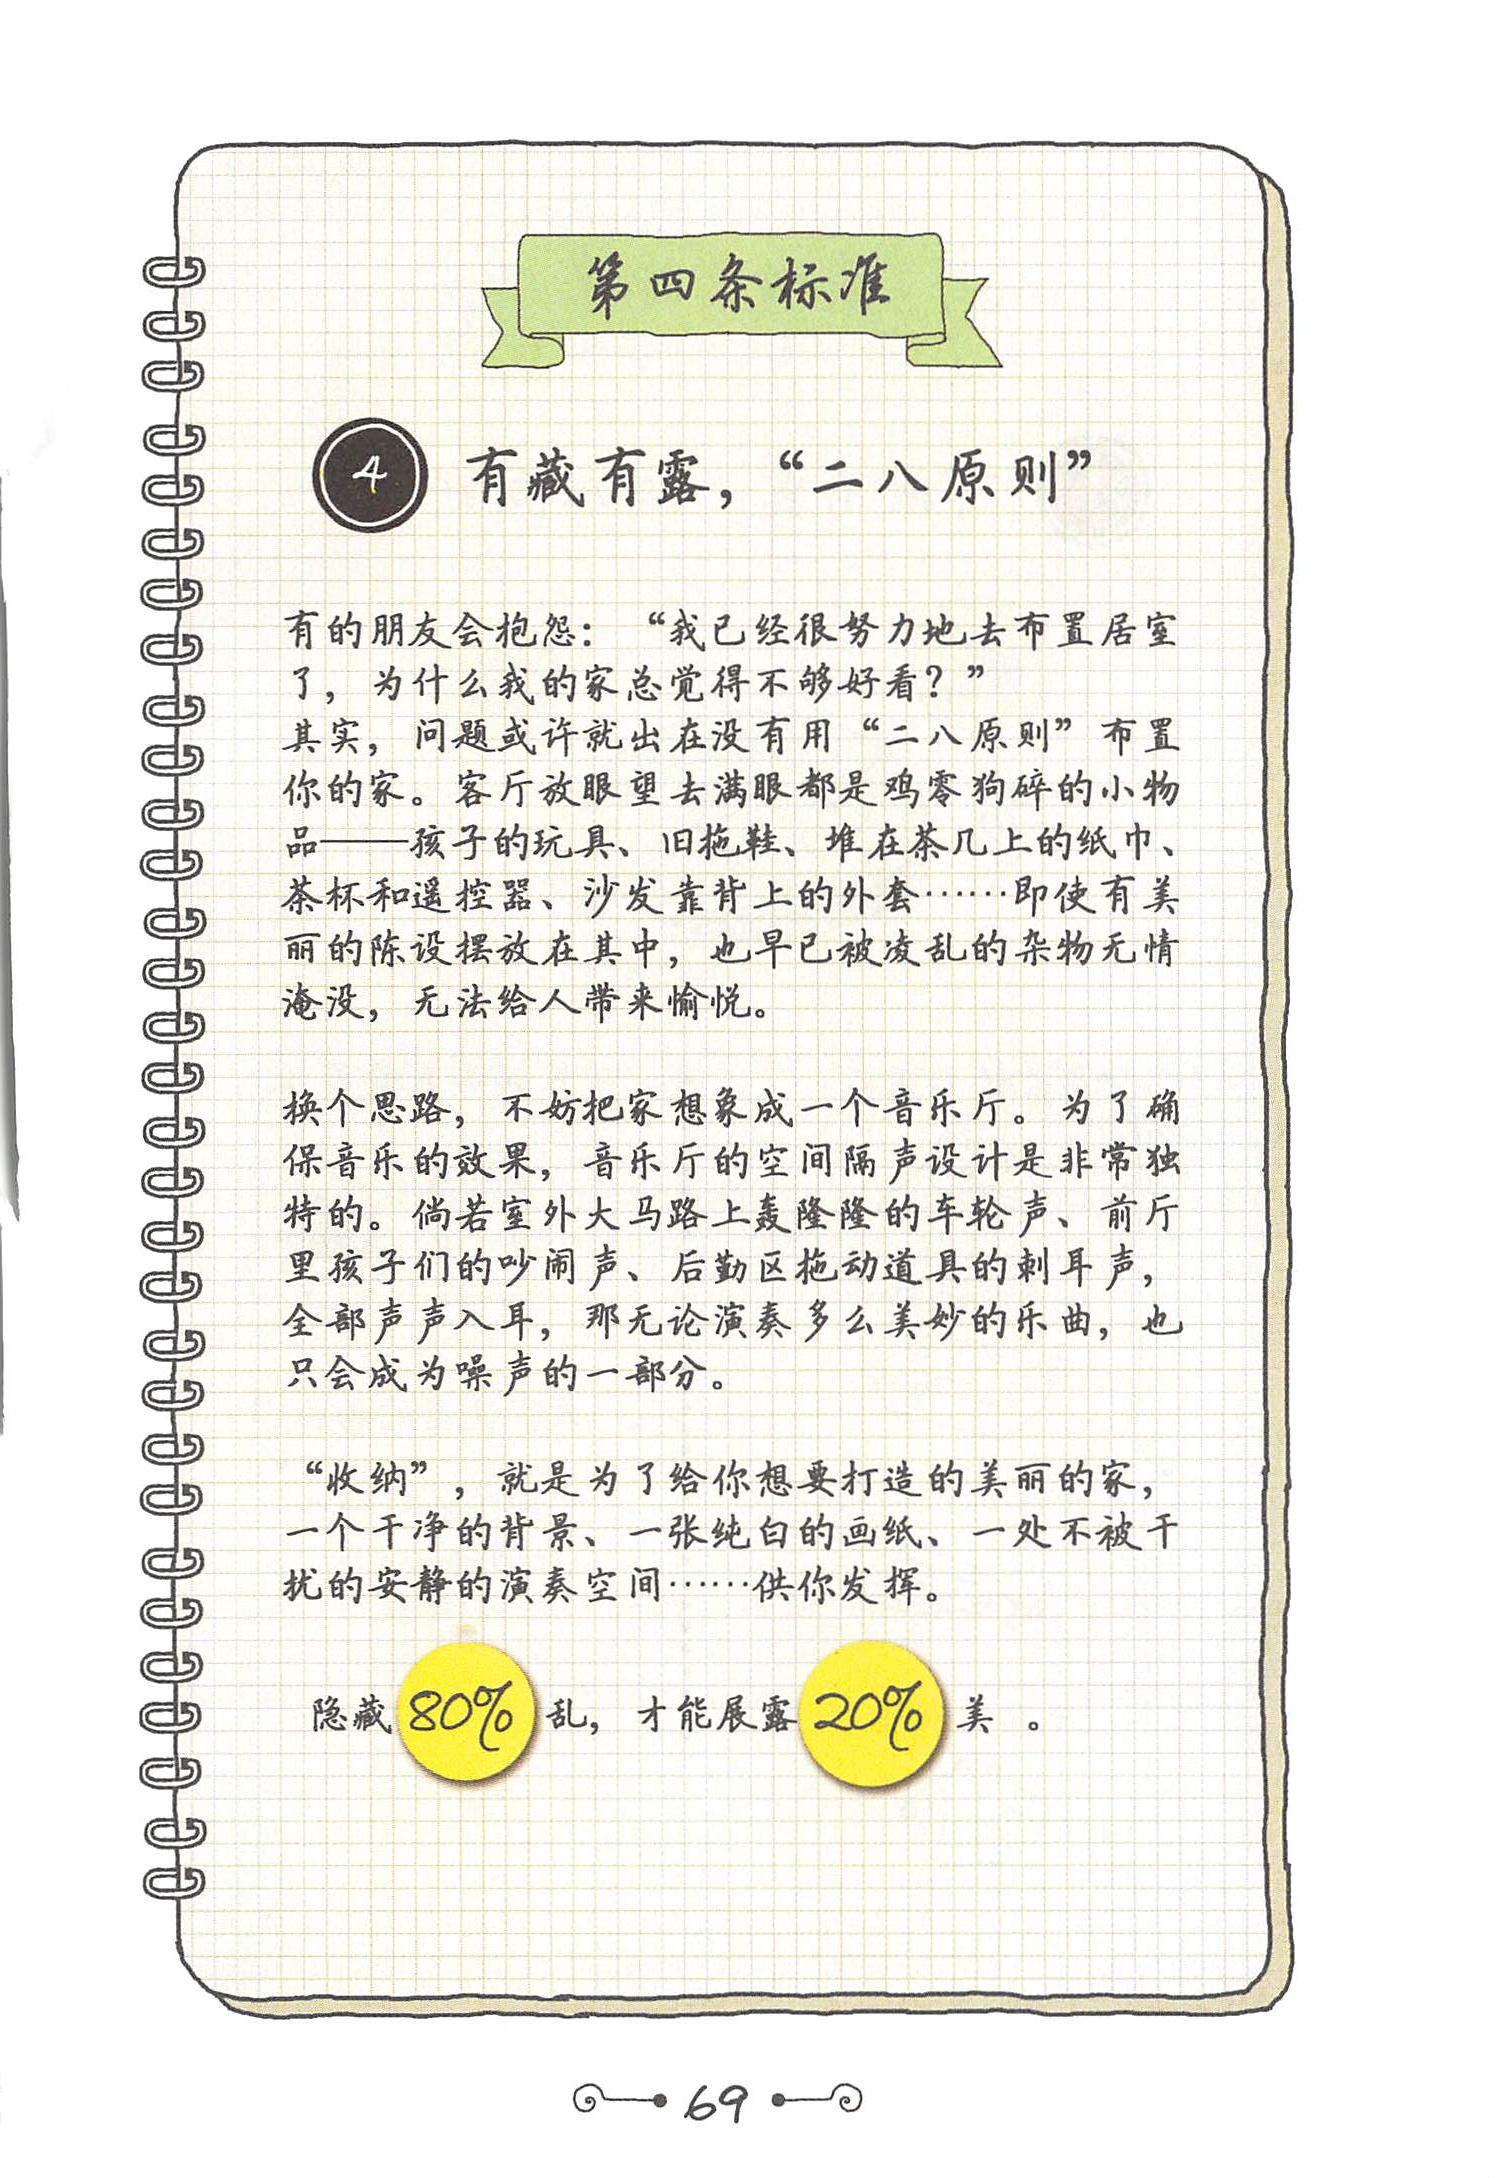 第四条标准
4 有藏有露，“二八原则”
有的朋友会抱怨：“我已经很努力地去布置居室
了，为什么我的家总觉得不够好看？”
其实，问题或许就出在没有用“二八原则”布置
你的家。客厅放眼望去满眼都是鸡零狗碎的小物
品——孩子的玩具、旧拖鞋、堆在茶几上的纸巾、
茶杯和遥控器、沙发靠背上的外套……即使有美
丽的陈设摆放在其中，也早已被凌乱的杂物无情
淹没，无法给人带来愉悦。
换个思路，不妨把家想象成一个音乐厅。为了确
保音乐的效果，音乐厅的空间隔声设计是非常独
特的。倘若室外大马路上轰隆隆的车轮声、前厅
里孩子们的吵闹声、后勤区拖动道具的刺耳声，
全部声声入耳，那无论演奏多么美妙的乐曲，也
只会成为噪声的一部分。
“收纳”，就是为了给你想要打造的美丽的家，
一个干净的背景、一张纯白的画纸、一处不被干
扰的安静的演奏空间……供你发挥。
隐藏80%乱，才能展露20%美。
69